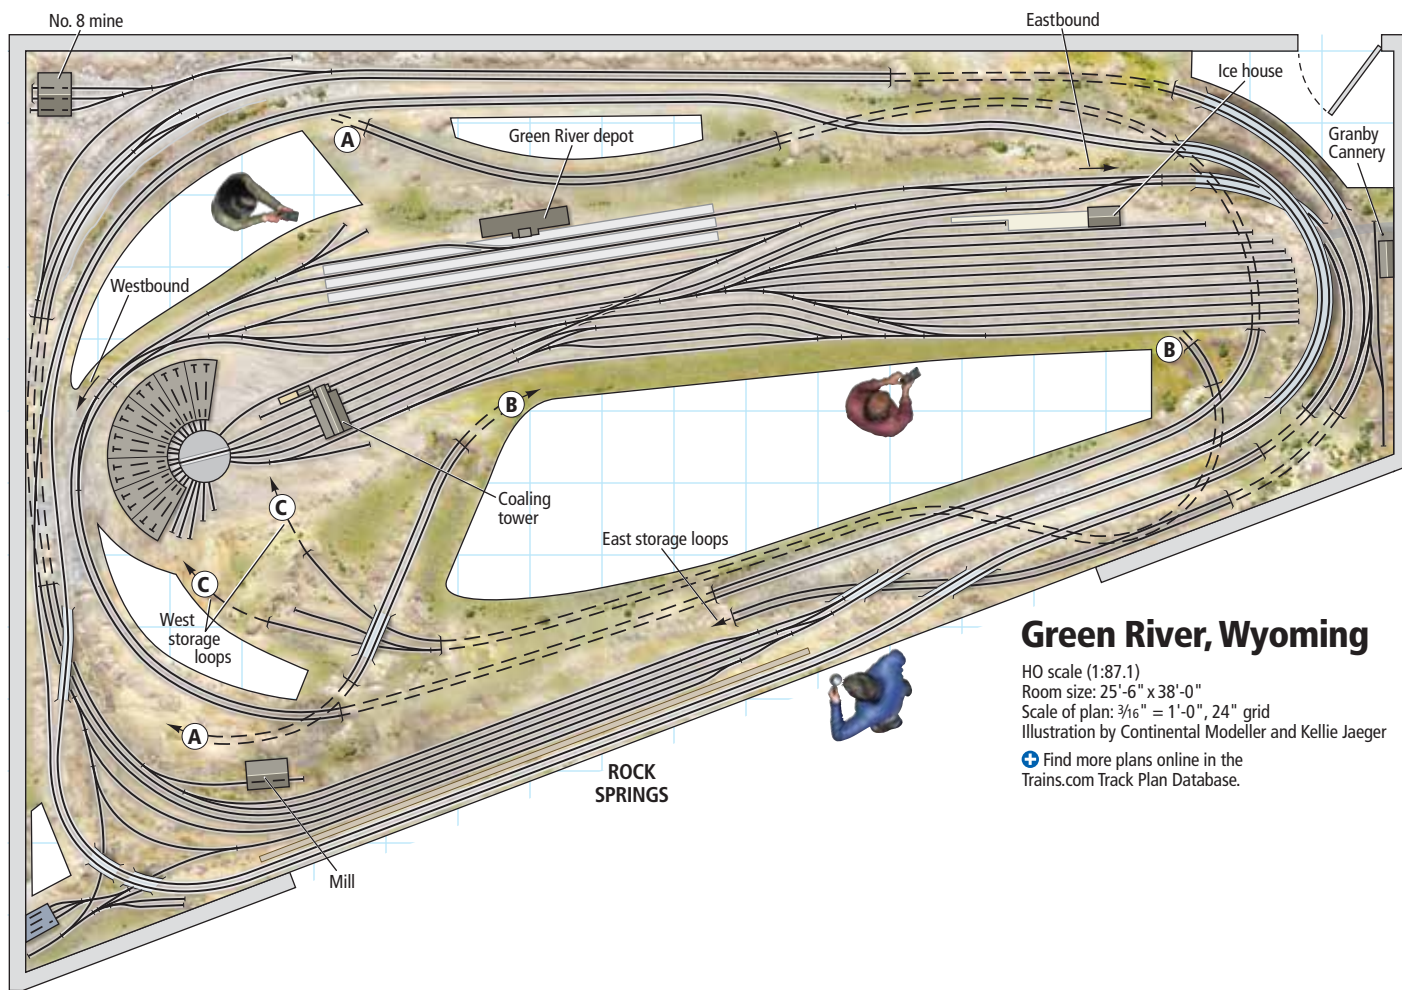 No. 8 mine
Eastbound
Ice house
Granby
Cannery
A
Green River depot
Westbound
B
B
Coaling
tower
C
East storage loops
C
West
storage
loops
A
Mill
ROCK
SPRINGS
Green River, Wyoming
HO scale (1:87.1)
Room size: 25'-6" x 38'-0"
Scale of plan: 3/16" = 1'-0", 24" grid
Illustration by Continental Modeller and Kellie Jaeger
Find more plans online in the
Trains.com Track Plan Database.